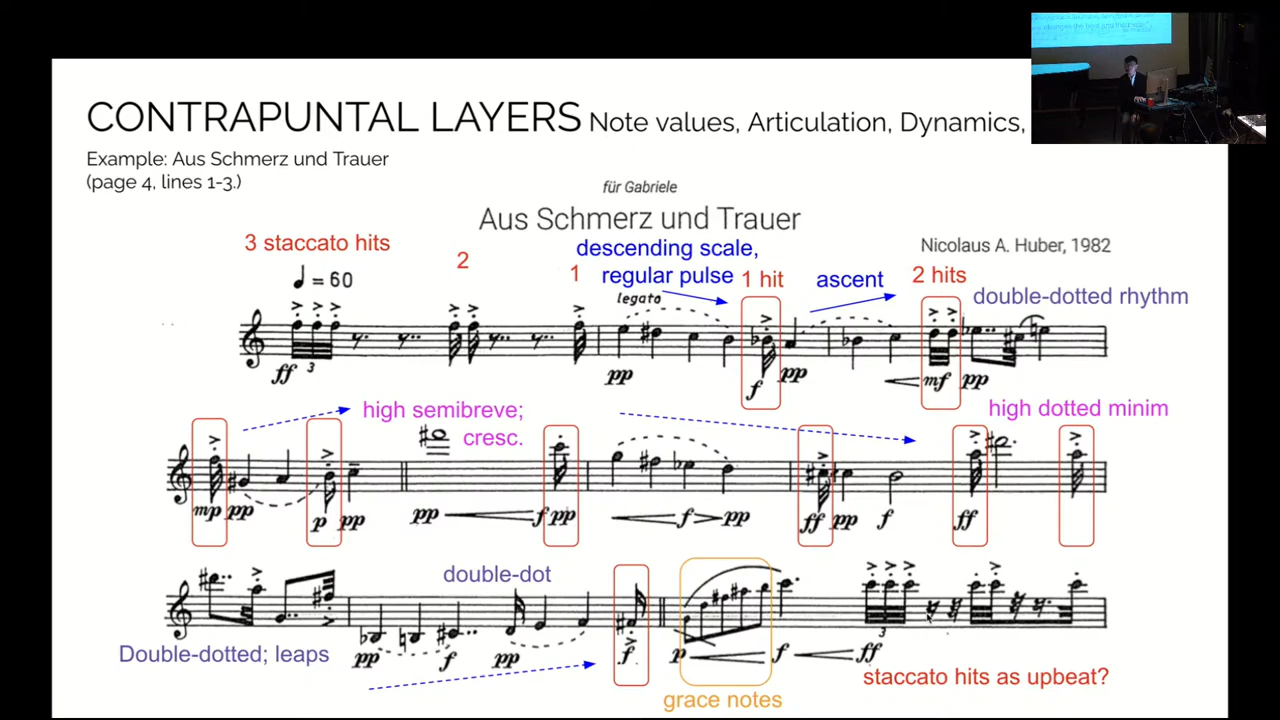 CONTRAPUNTAL LAYERS Note values, Articulation, Dynamics,
Example: Aus Schmerz und Trauer
(page 4, lines 1-3.)
für Gabriele
Aus Schmerz und Trauer
Nicolaus A. Huber, 1982
3 staccato hits
2
1
descending scale,
regular pulse
1 hit
ascent
2 hits
double-dotted rhythm
♩ = 60
legato
3
ff
pp
f
pp
mf
pp
high semibreve;
cresc.
high dotted minim
mp
pp
p
pp
pp
f
pp
f
pp
ff
pp
f
ff
double-dot
Double-dotted; leaps
pp
f
pp
f
p
f
3
ff
grace notes
staccato hits as upbeat?